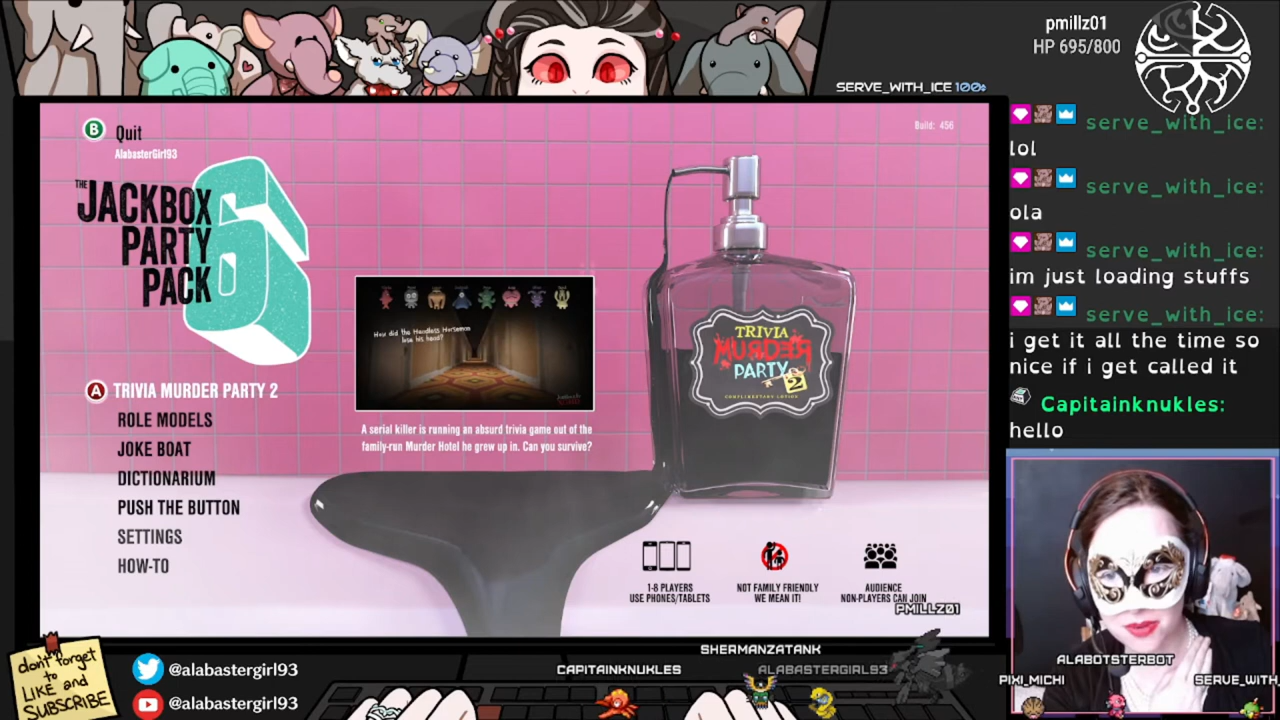 pmillz01
HP 695/800
SERVE_WITH_ICE 100
B Quit
AlabasterGirl93
Build: 456
THE
JACKBOX
PARTY
PACK
6
A TRIVIA MURDER PARTY 2
ROLE MODELS
JOKE BOAT
DICTIONARIUM
PUSH THE BUTTON
SETTINGS
HOW-TO
How did the Headless Horseman
lose his head?
A serial killer is running an absurd trivia game out of the
family-run Murder Hotel he grew up in. Can you survive?
TRIVIA
MURDER
PARTY
2
COMPLIMENTARY LOTION
1-8 PLAYERS
USE PHONES/TABLETS
NOT FAMILY FRIENDLY
WE MEAN IT!
AUDIENCE
NON-PLAYERS CAN JOIN
PMILLZ01
serve_with_ice:
lol
serve_with_ice:
ola
serve_with_ice:
im just loading stuffs
serve_with_ice:
i get it all the time so
nice if i get called it
Capitainknukles:
hello
don't forget
to
LIKE and
SUBSCRIBE
@alabastergirl93
@alabastergirl93
SHERMANZATANK
CAPITAINKNUKLES
ALABASTERGIRL93
ALABOTSTERBOT
PIXI_MICHI
SERVE_WITH_